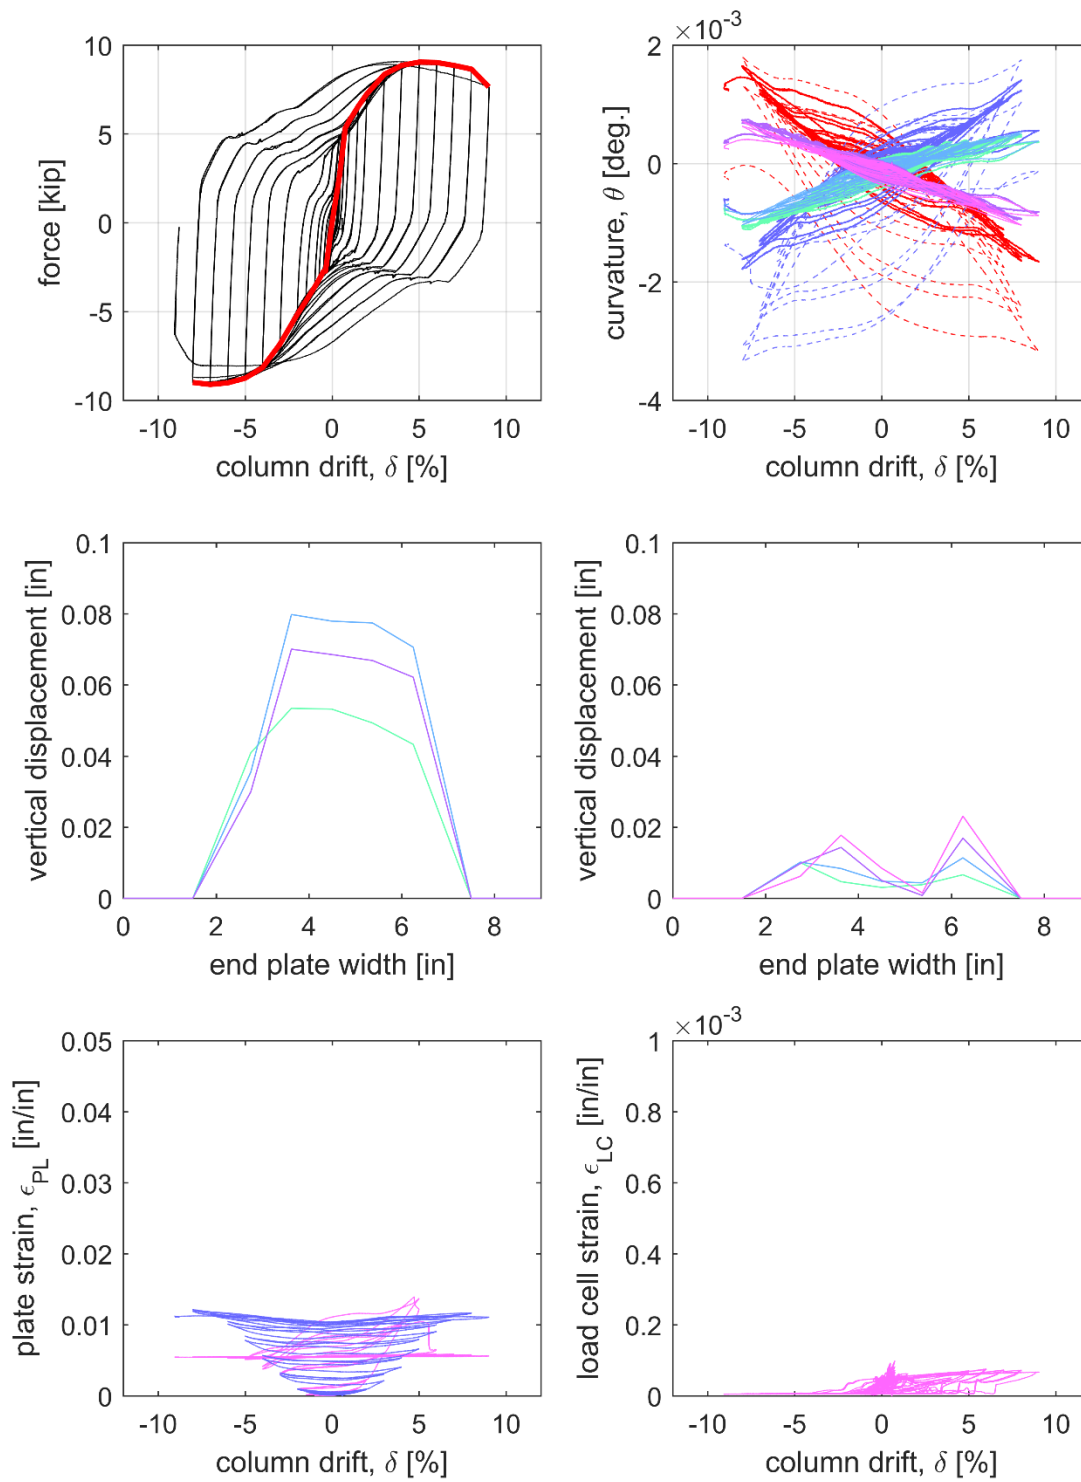 10
5
0
-5
-10
force [kip]
-10 -5 0 5 10
column drift, δ [%]
×10-3
2
0
-2
-4
curvature, θ [deg.]
-10 -5 0 5 10
column drift, δ [%]
0.1
0.08
0.06
0.04
0.02
0
vertical displacement [in]
0 2 4 6 8
end plate width [in]
0.1
0.08
0.06
0.04
0.02
0
vertical displacement [in]
0 2 4 6 8
end plate width [in]
0.05
0.04
0.03
0.02
0.01
0
plate strain, ϵPL [in/in]
-10 -5 0 5 10
column drift, δ [%]
×10-3
1
0.8
0.6
0.4
0.2
0
load cell strain, ϵLC [in/in]
-10 -5 0 5 10
column drift, δ [%]